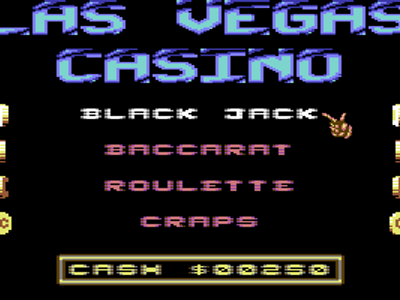 LAS VEGAS
CASINO
BLACK JACK
BACCARAT
ROULETTE
CRAPS
CASH $00250